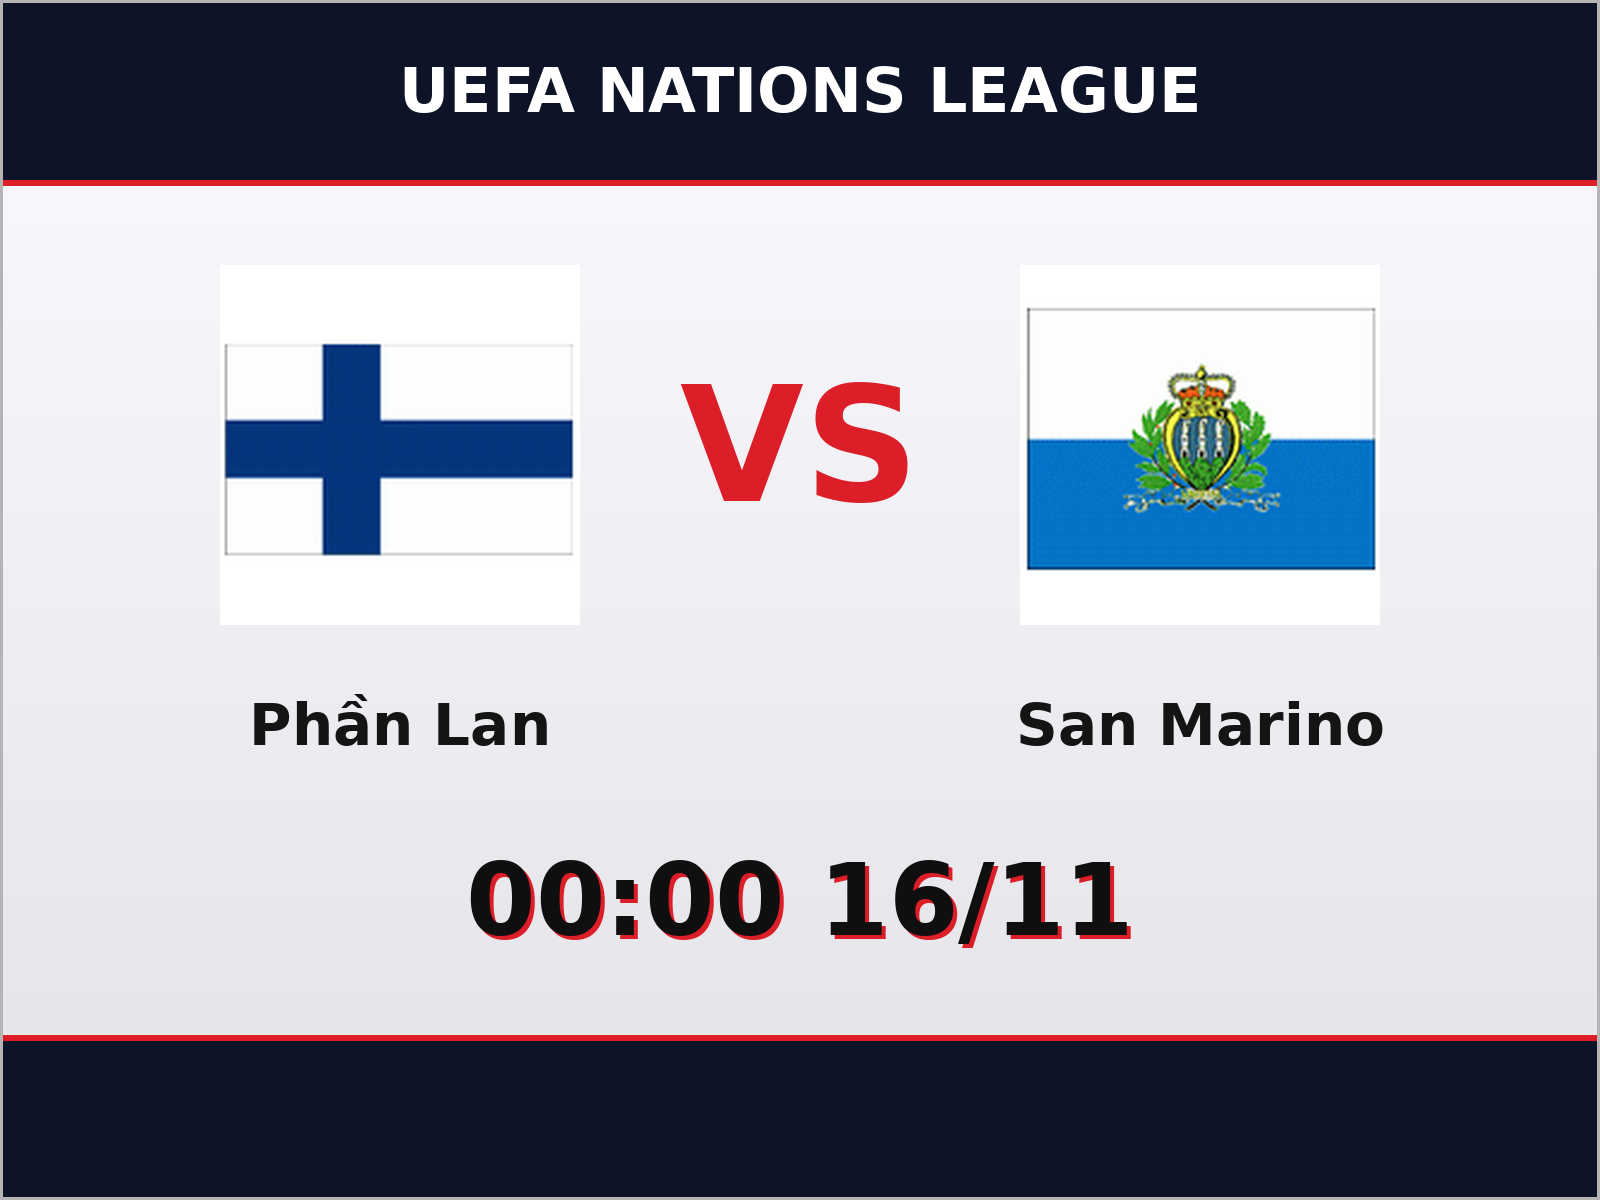 UEFA NATIONS LEAGUE
VS
Phần Lan
San Marino
00:00 16/11